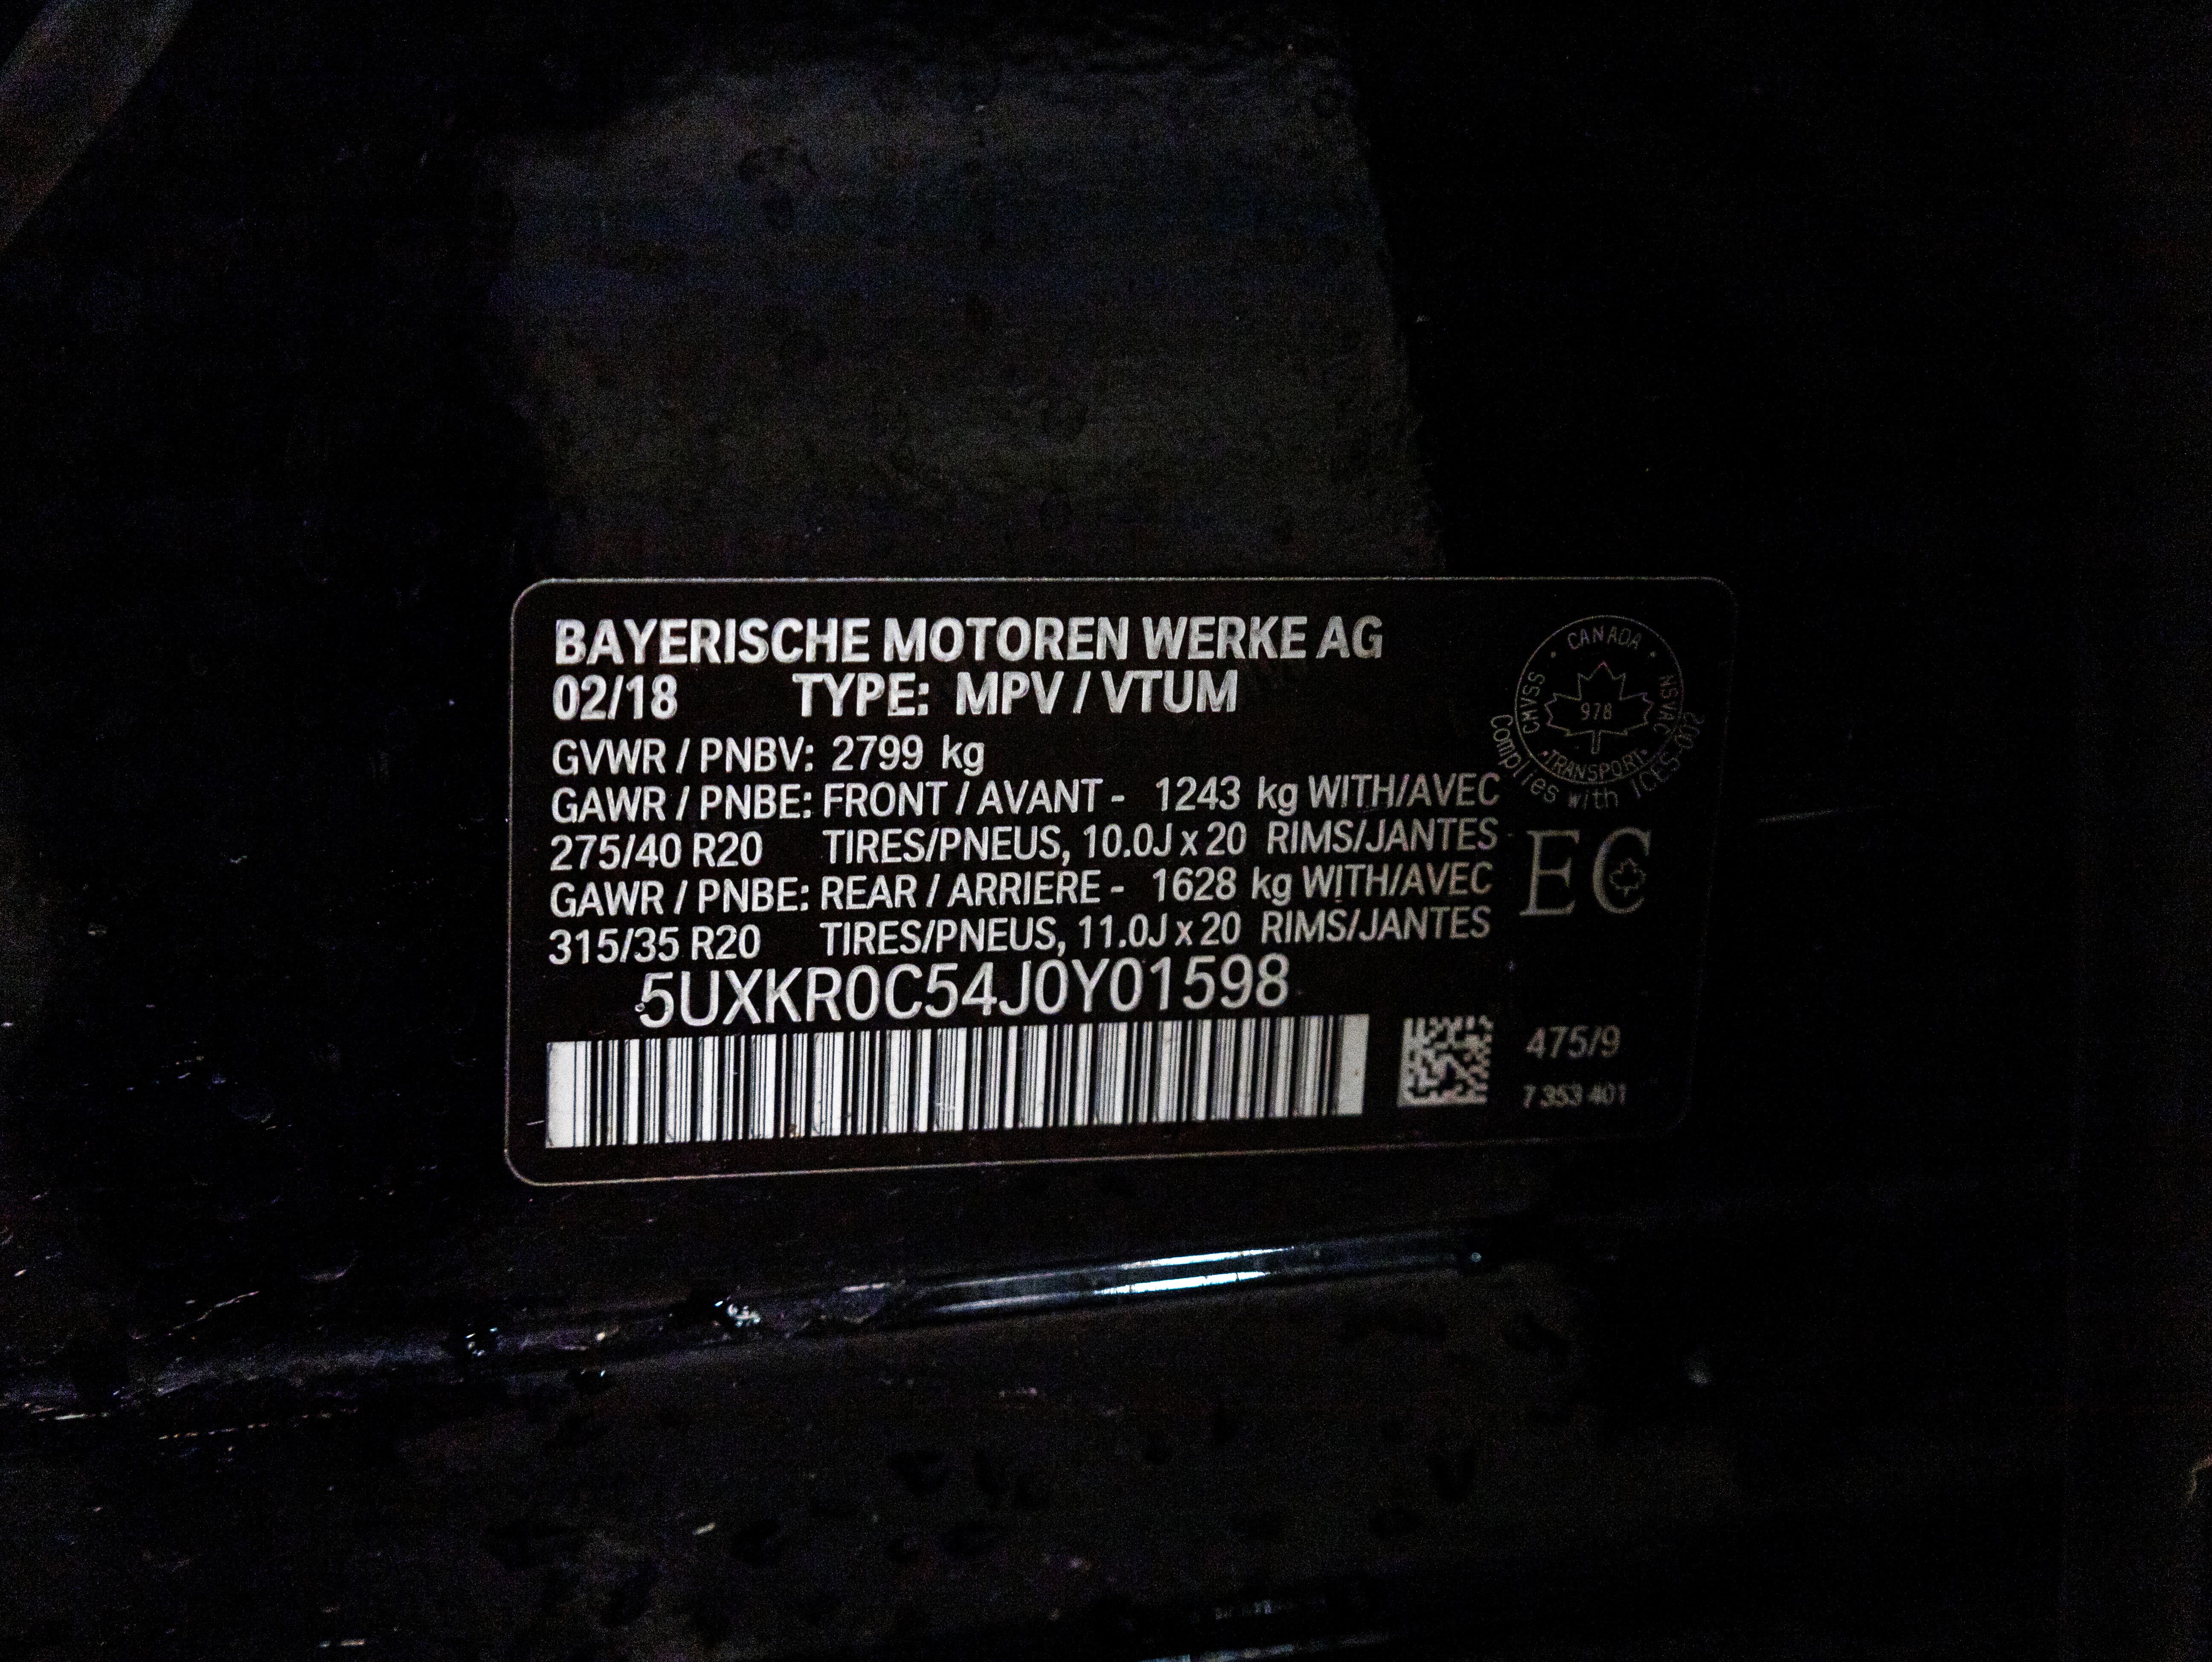 BAYERISCHE MOTOREN WERKE AG
02/18 TYPE: MPV / VTUM
GVWR / PNBV: 2799 kg
GAWR / PNBE: FRONT / AVANT - 1243 kg WITH/AVEC
275/40 R20 TIRES/PNEUS, 10.0J x 20 RIMS/JANTES
GAWR / PNBE: REAR / ARRIERE - 1628 kg WITH/AVEC
315/35 R20 TIRES/PNEUS, 11.0J x 20 RIMS/JANTES
5UXKR0C54J0Y01598
CANADA
CMVSS
NSVAC
978
TRANSPORT
Complies with ICES-002
EC
475/9
7 353 401